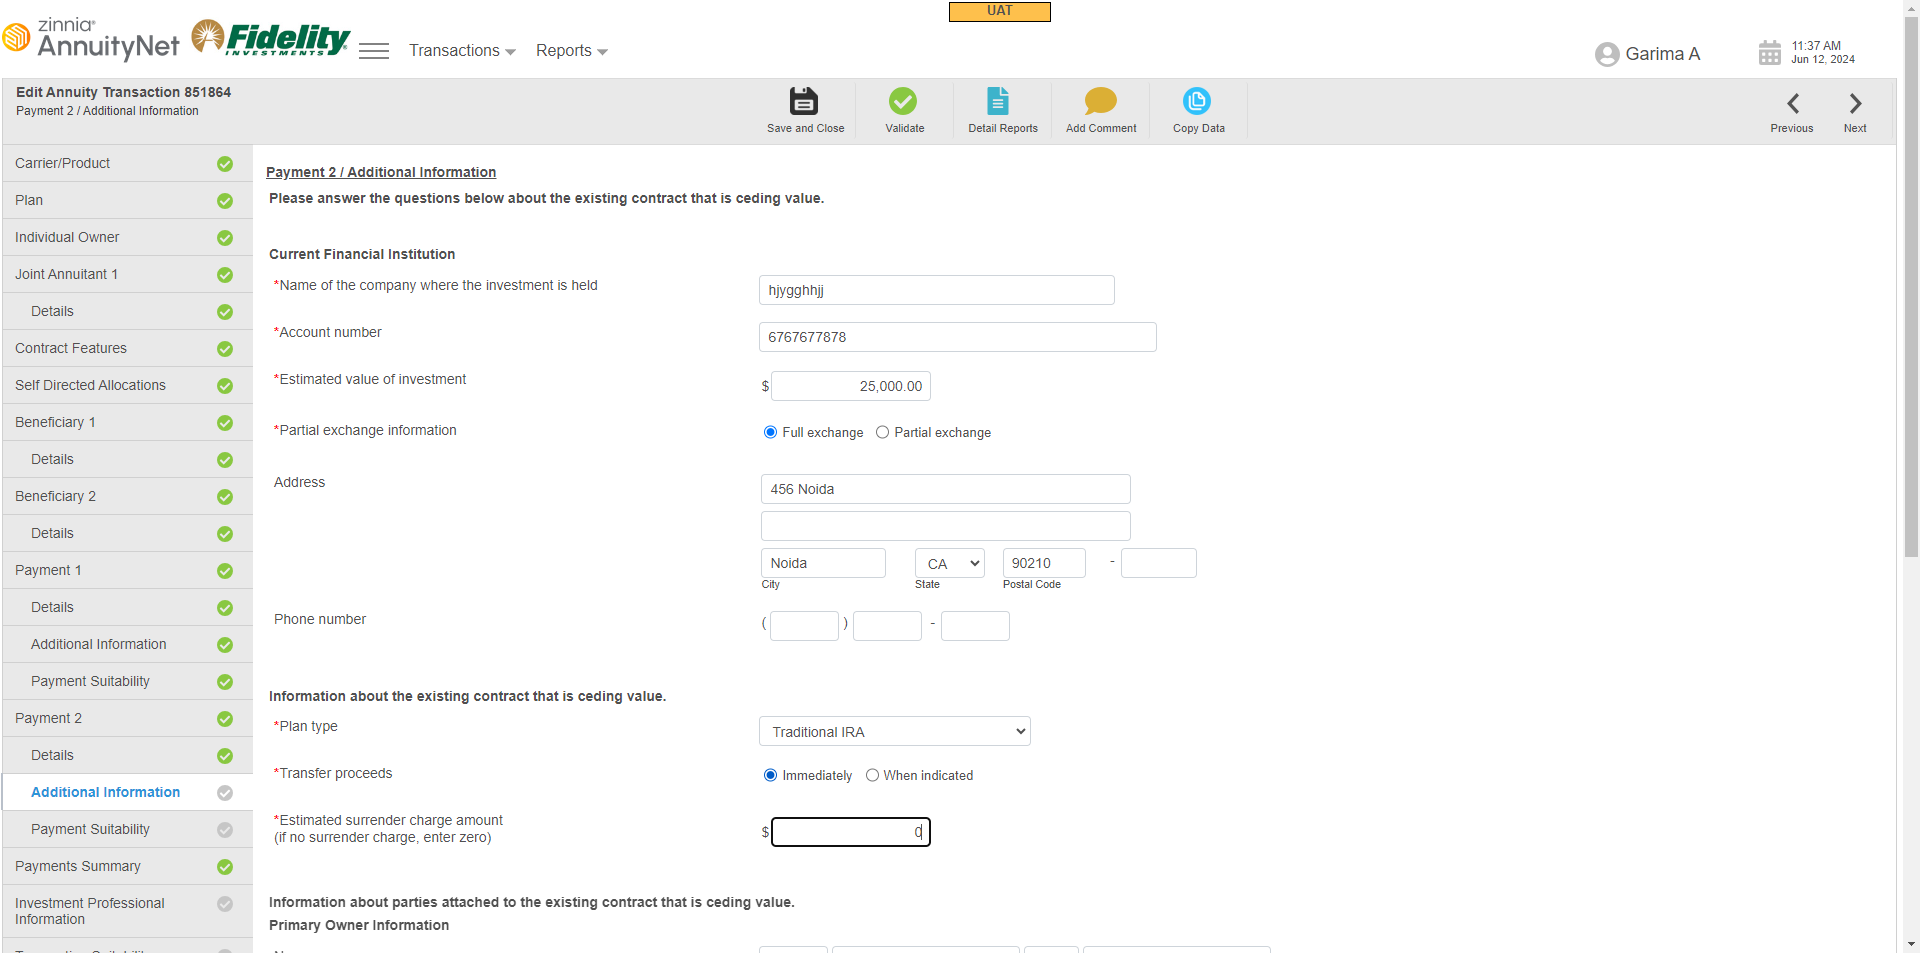 UAT
zinnia
AnnuityNet
Fidelity
INVESTMENTS
Transactions
Reports
Garima A
11:37 AM
Jun 12, 2024
Edit Annuity Transaction 851864
Payment 2 / Additional Information
Save and Close
Validate
Detail Reports
Add Comment
Copy Data
Previous
Next
Carrier/Product
Plan
Individual Owner
Joint Annuitant 1
Details
Contract Features
Self Directed Allocations
Beneficiary 1
Details
Beneficiary 2
Details
Payment 1
Details
Additional Information
Payment Suitability
Payment 2
Details
Additional Information
Payment Suitability
Payments Summary
Investment Professional
Information
Payment 2 / Additional Information
Please answer the questions below about the existing contract that is ceding value.
Current Financial Institution
*Name of the company where the investment is held
hjygghhjj
*Account number
6767677878
*Estimated value of investment
$ 25,000.00
*Partial exchange information
Full exchange Partial exchange
Address
456 Noida
Noida CA 90210 -
City State Postal Code
Phone number
( ) -
Information about the existing contract that is ceding value.
*Plan type
Traditional IRA
*Transfer proceeds
Immediately When indicated
*Estimated surrender charge amount
(if no surrender charge, enter zero)
$ 0
Information about parties attached to the existing contract that is ceding value.
Primary Owner Information